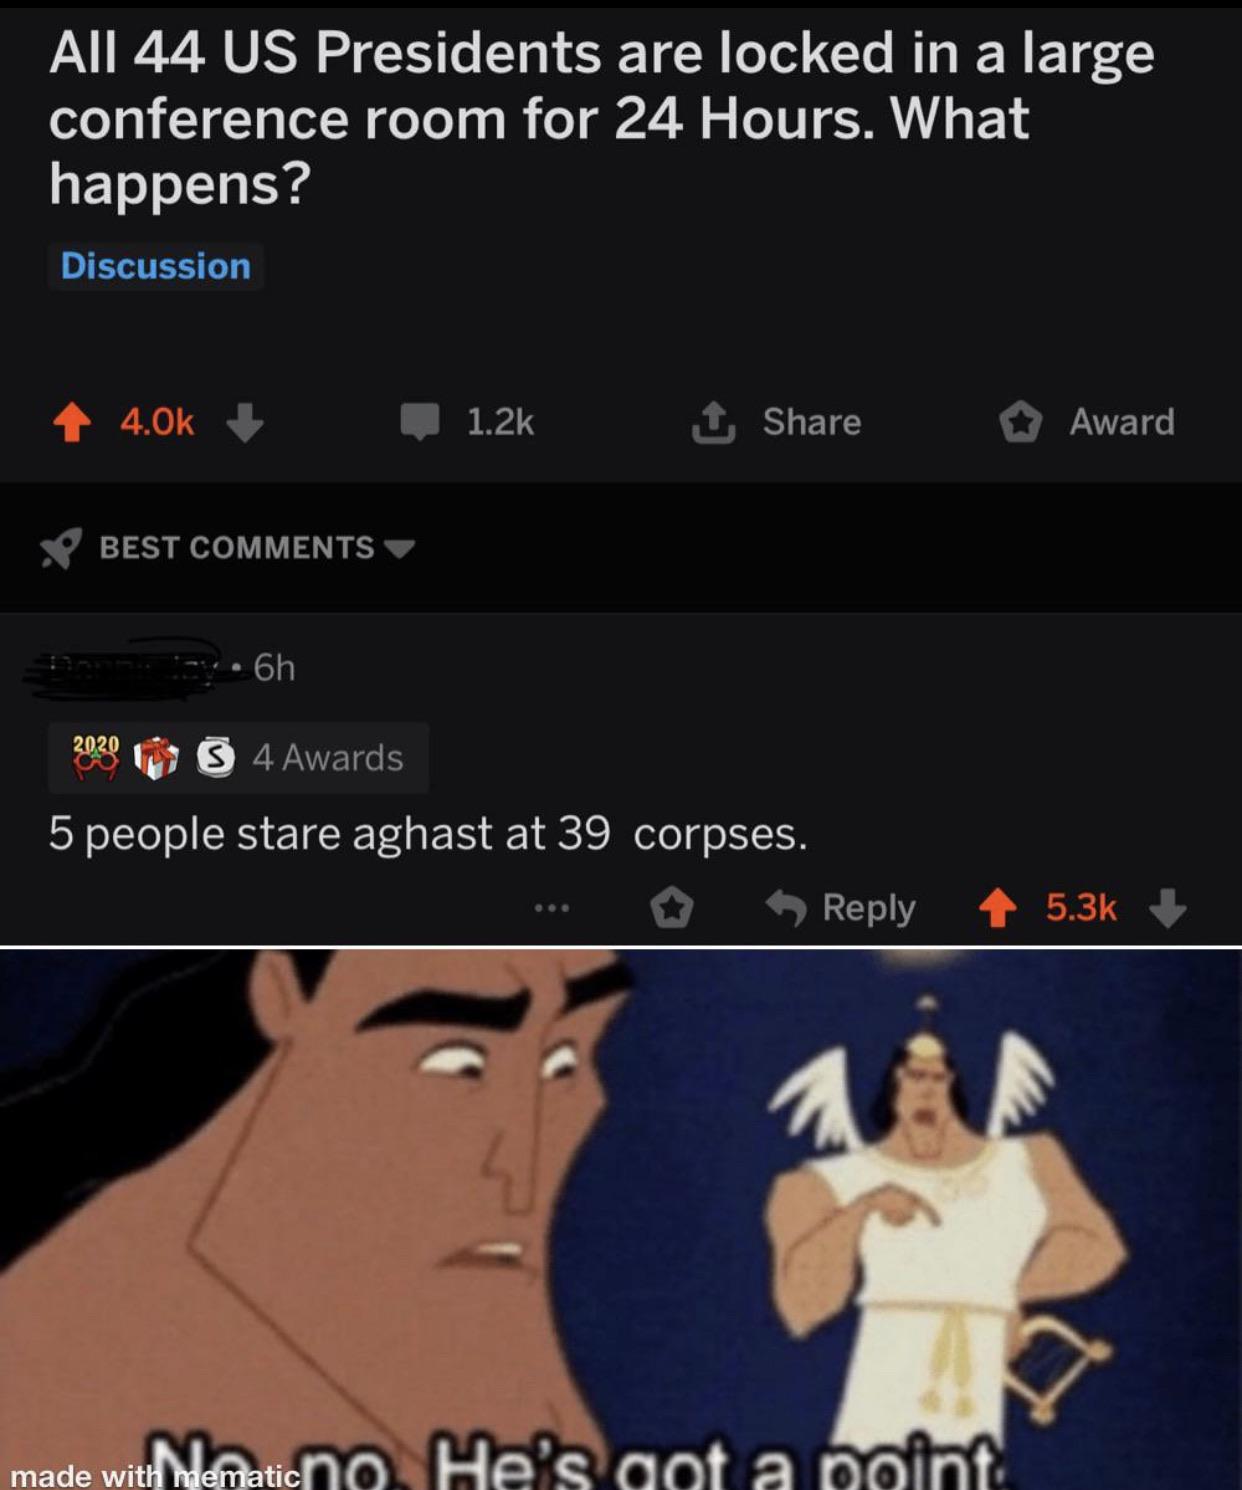 All 44 US Presidents are locked in a large
conference room for 24 Hours. What
happens?
Discussion
4.0k 1.2k Share Award
BEST COMMENTS
• 6h
2020 S 4 Awards
5 people stare aghast at 39 corpses.
... Reply 5.3k
No, no. He's got a point.
made with mematic